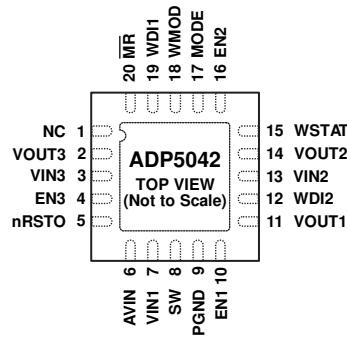 20 MR
19 WDI1
18 WMOD
17 MODE
16 EN2
NC 1
VOUT3 2
VIN3 3
EN3 4
nRSTO 5
ADP5042
TOP VIEW
(Not to Scale)
15 WSTAT
14 VOUT2
13 VIN2
12 WDI2
11 VOUT1
AVIN 6
VIN1 7
SW 8
PGND 9
EN1 10